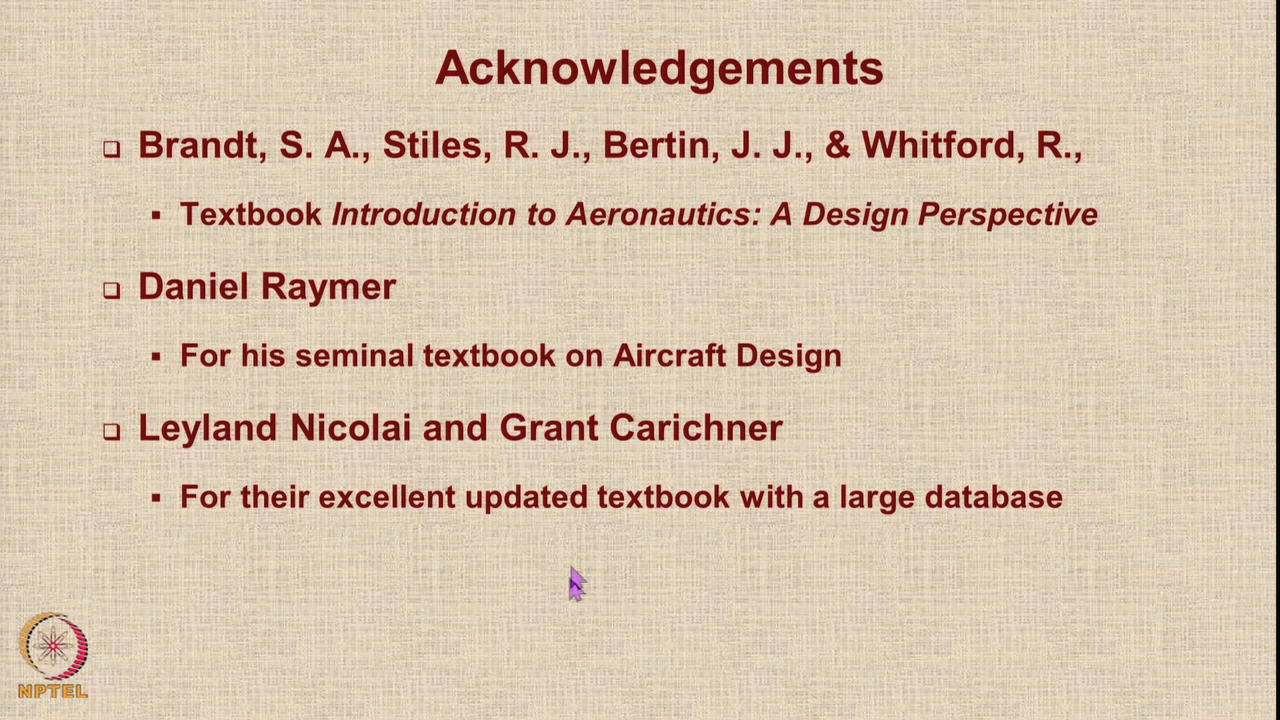 Acknowledgements
❑ Brandt, S. A., Stiles, R. J., Bertin, J. J., & Whitford, R.,
▪ Textbook Introduction to Aeronautics: A Design Perspective
❑ Daniel Raymer
▪ For his seminal textbook on Aircraft Design
❑ Leyland Nicolai and Grant Carichner
▪ For their excellent updated textbook with a large database
NPTEL